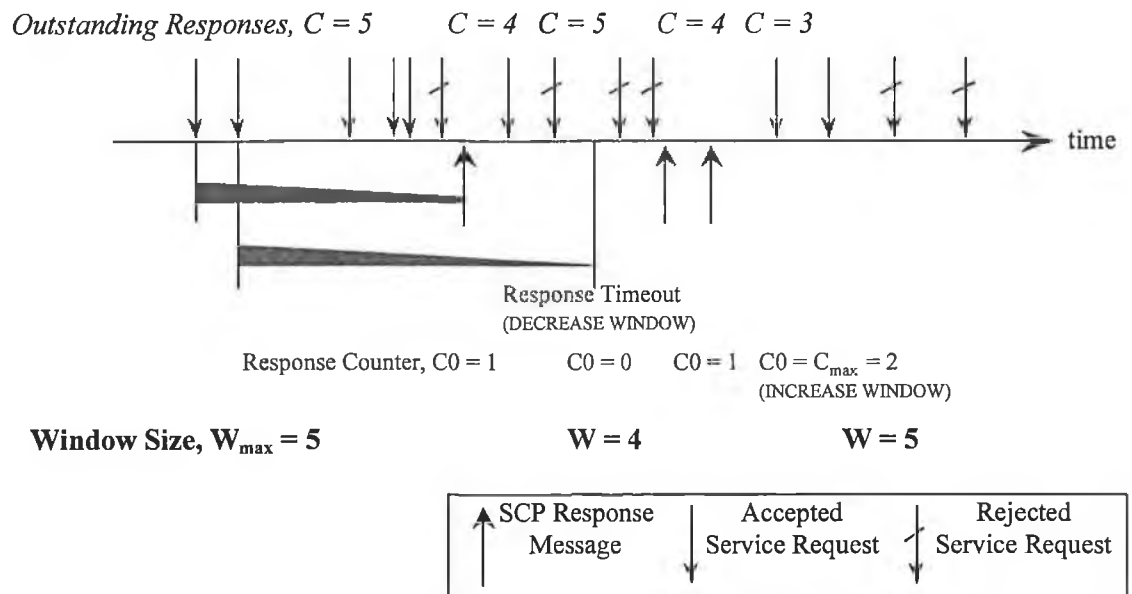 Outstanding Responses, C = 5 C = 4 C = 5 C = 4 C = 3
time
Response Timeout
(DECREASE WINDOW)
Response Counter, C0 = 1 C0 = 0 C0 = 1 C0 = Cmax = 2
(INCREASE WINDOW)
Window Size, Wmax = 5 W = 4 W = 5
SCP Response Message
Accepted Service Request
Rejected Service Request